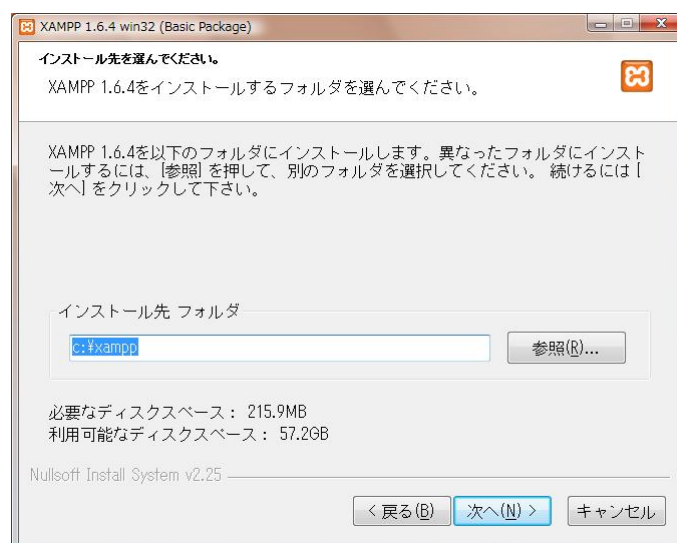 XAMPP 1.6.4 win32 (Basic Package)
インストール先を選んでください。
XAMPP 1.6.4をインストールするフォルダを選んでください。
XAMPP 1.6.4を以下のフォルダにインストールします。異なったフォルダにインスト
ールするには、[参照] を押して、別のフォルダを選択してください。 続けるには [
次へ] をクリックして下さい。
インストール先 フォルダ
c:¥xampp
参照(R)...
必要なディスクスペース： 215.9MB
利用可能なディスクスペース： 57.2GB
Nullsoft Install System v2.25
< 戻る(B)
次へ(N) >
キャンセル